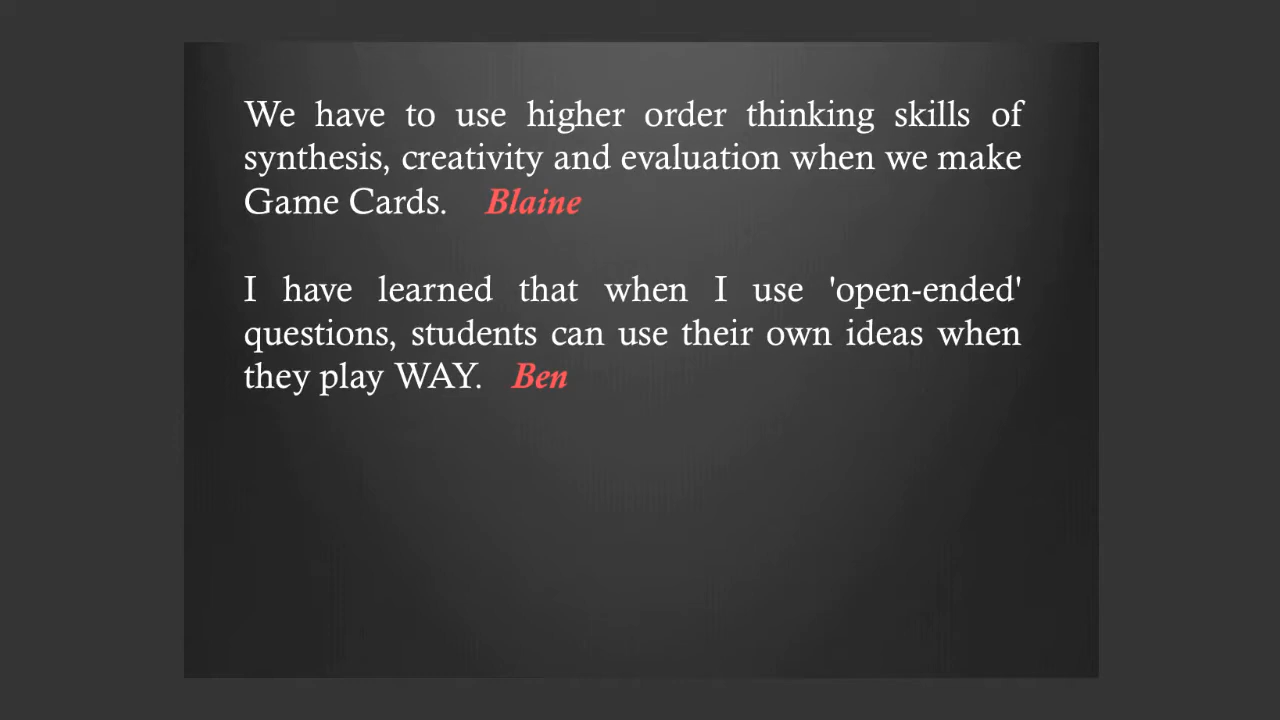 We have to use higher order thinking skills of
synthesis, creativity and evaluation when we make
Game Cards. Blaine
I have learned that when I use 'open-ended'
questions, students can use their own ideas when
they play WAY. Ben